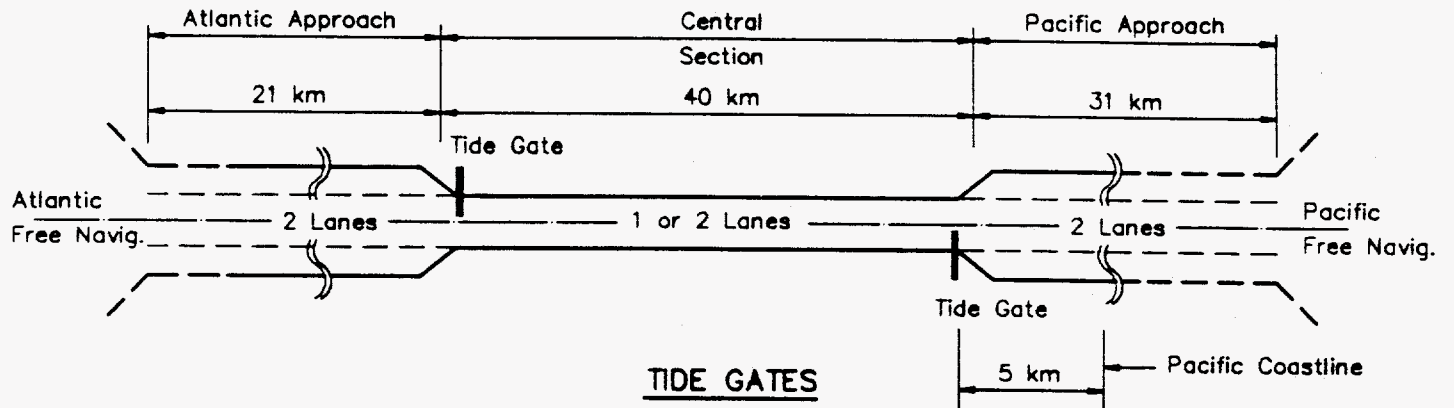 Atlantic Approach
Central
Section
Pacific Approach
21 km
40 km
31 km
Tide Gate
Atlantic
Free Navig.
2 Lanes
1 or 2 Lanes
2 Lanes
Pacific
Free Navig.
Tide Gate
5 km
Pacific Coastline
TIDE GATES